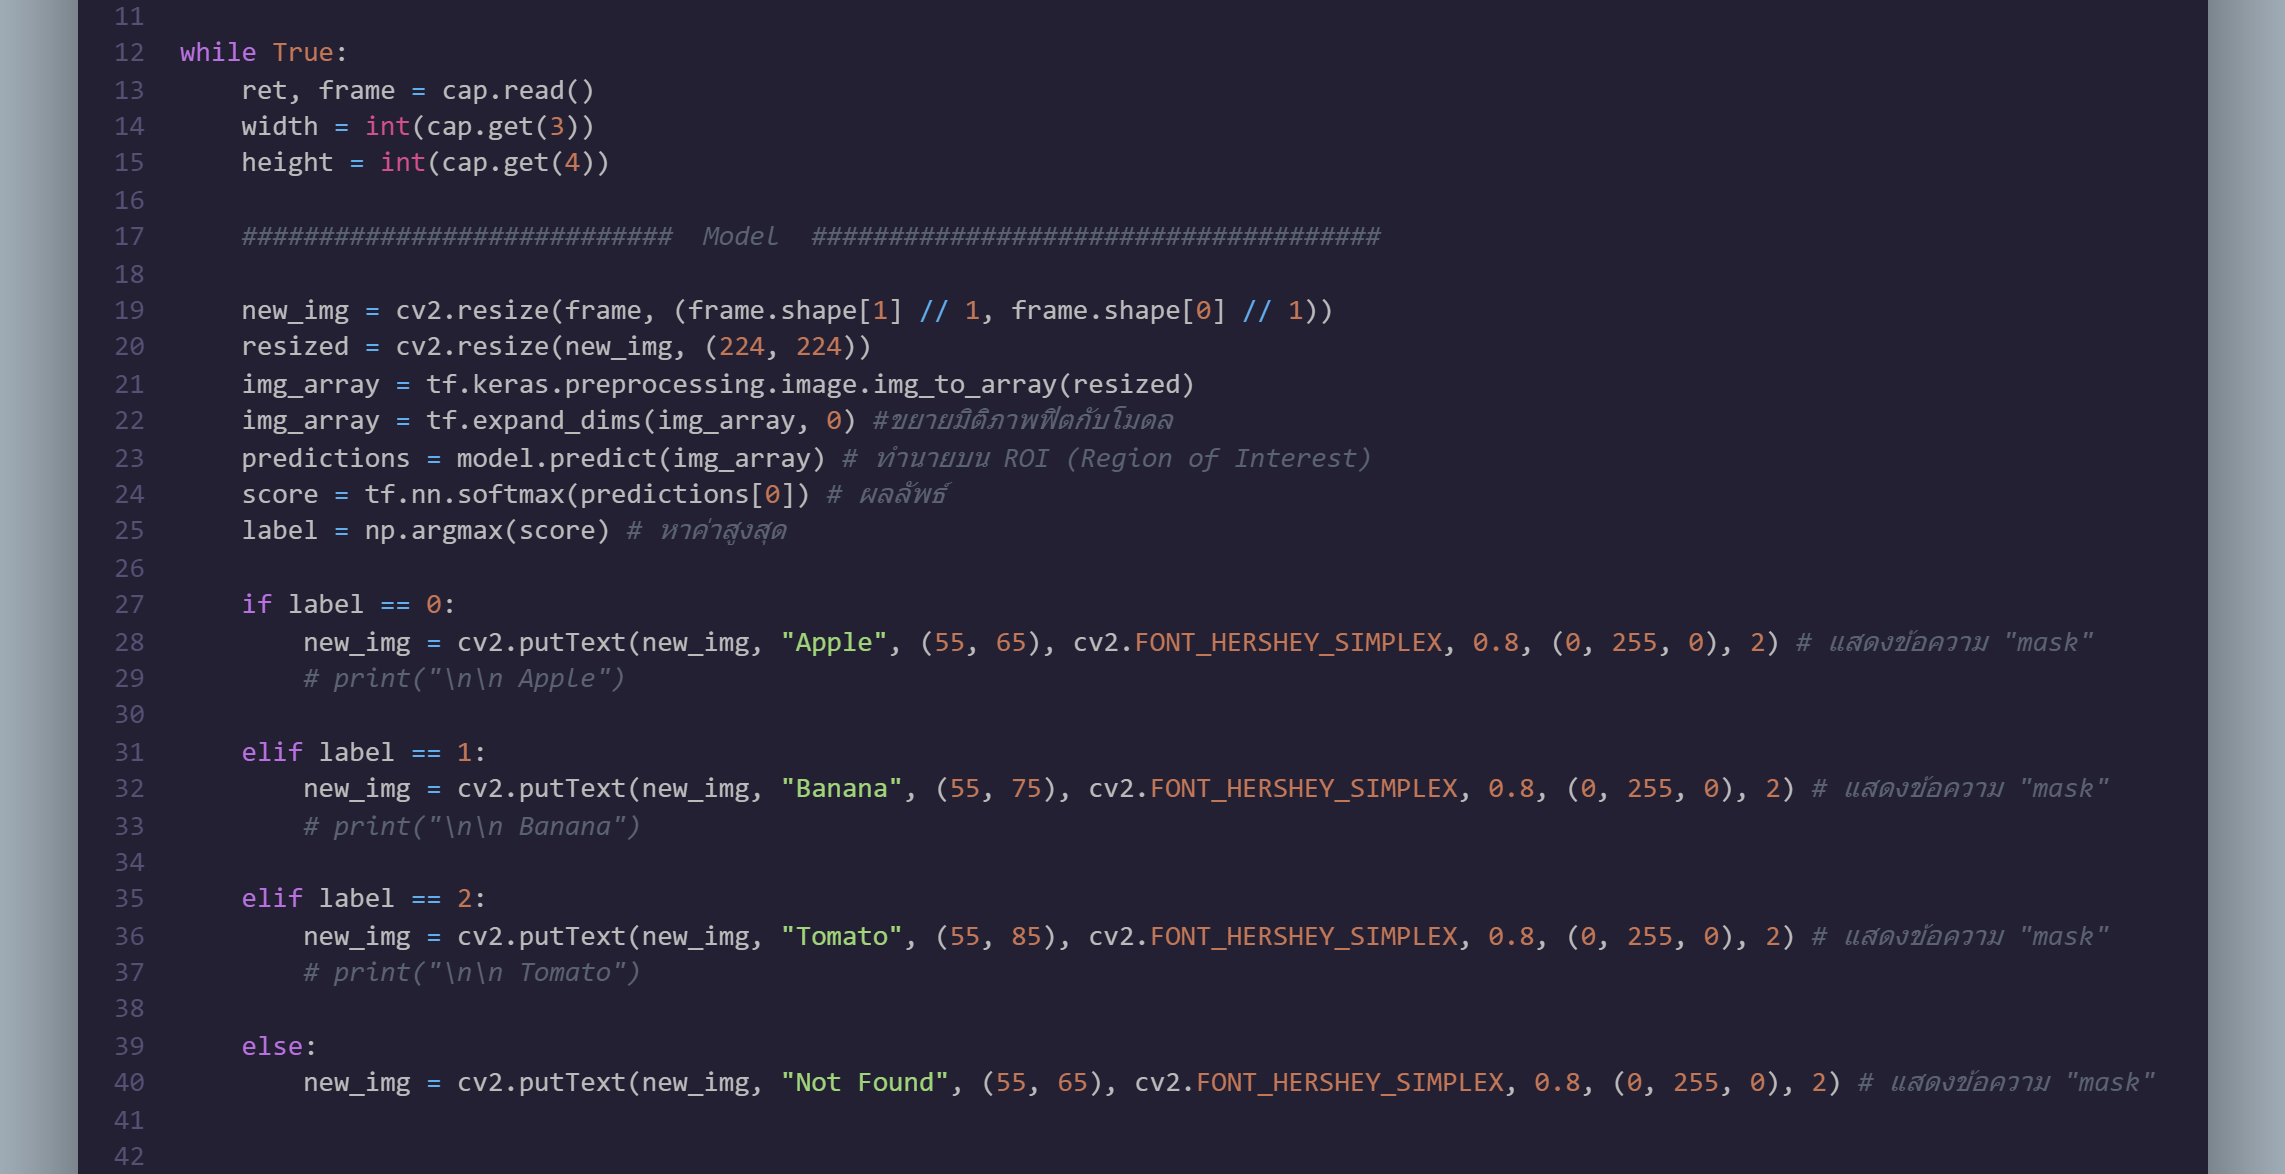 11
12 while True:
13     ret, frame = cap.read()
14     width = int(cap.get(3))
15     height = int(cap.get(4))
16
17     ############################  Model  #####################################
18
19     new_img = cv2.resize(frame, (frame.shape[1] // 1, frame.shape[0] // 1))
20     resized = cv2.resize(new_img, (224, 224))
21     img_array = tf.keras.preprocessing.image.img_to_array(resized)
22     img_array = tf.expand_dims(img_array, 0) #ขยายมิติภาพฟิตกับโมดล
23     predictions = model.predict(img_array) # ทำนายบน ROI (Region of Interest)
24     score = tf.nn.softmax(predictions[0]) # ผลลัพธ์
25     label = np.argmax(score) # หาค่าสูงสุด
26
27     if label == 0:
28         new_img = cv2.putText(new_img, "Apple", (55, 65), cv2.FONT_HERSHEY_SIMPLEX, 0.8, (0, 255, 0), 2) # แสดงข้อความ "mask"
29         # print("\n\n Apple")
30
31     elif label == 1:
32         new_img = cv2.putText(new_img, "Banana", (55, 75), cv2.FONT_HERSHEY_SIMPLEX, 0.8, (0, 255, 0), 2) # แสดงข้อความ "mask"
33         # print("\n\n Banana")
34
35     elif label == 2:
36         new_img = cv2.putText(new_img, "Tomato", (55, 85), cv2.FONT_HERSHEY_SIMPLEX, 0.8, (0, 255, 0), 2) # แสดงข้อความ "mask"
37         # print("\n\n Tomato")
38
39     else:
40         new_img = cv2.putText(new_img, "Not Found", (55, 65), cv2.FONT_HERSHEY_SIMPLEX, 0.8, (0, 255, 0), 2) # แสดงข้อความ "mask"
41
42